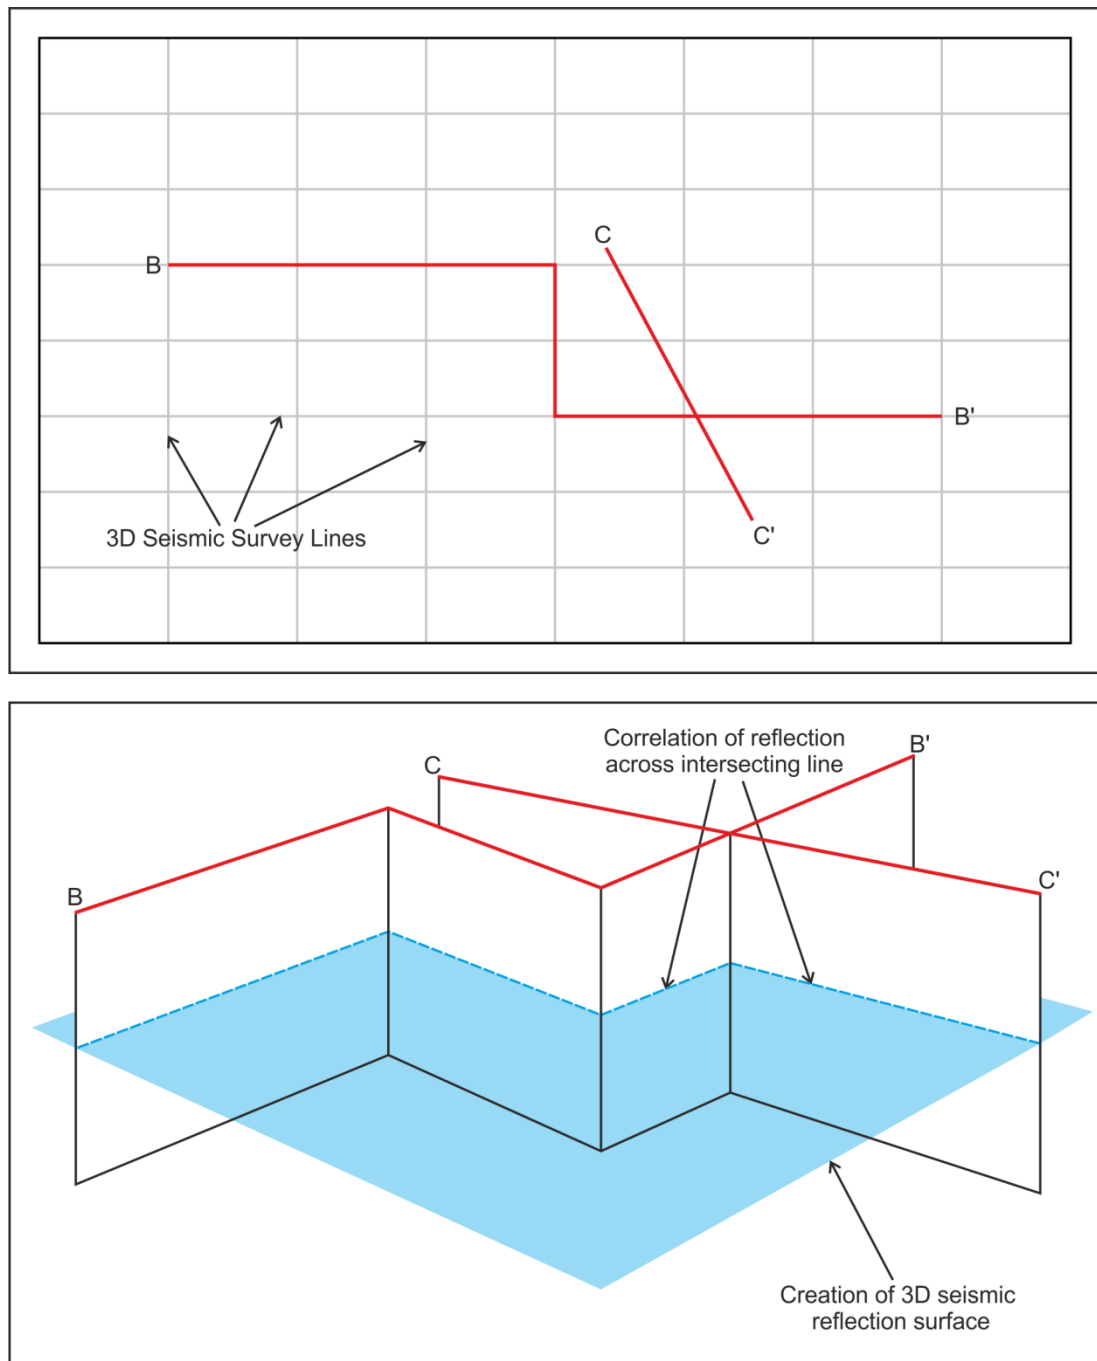 C
B
B'
C'
3D Seismic Survey Lines
Correlation of reflection
across intersecting line
B'
C
C'
B
Creation of 3D seismic
reflection surface